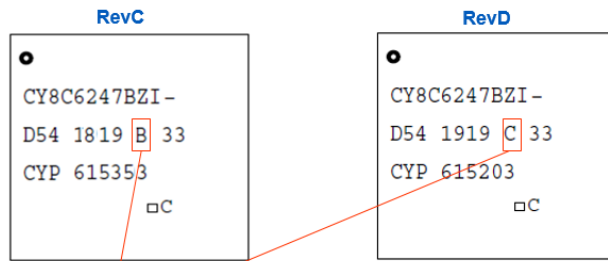 RevC
CY8C6247BZI-
D54 1819 B 33
CYP 615353
C
RevD
CY8C6247BZI-
D54 1919 C 33
CYP 615203
C